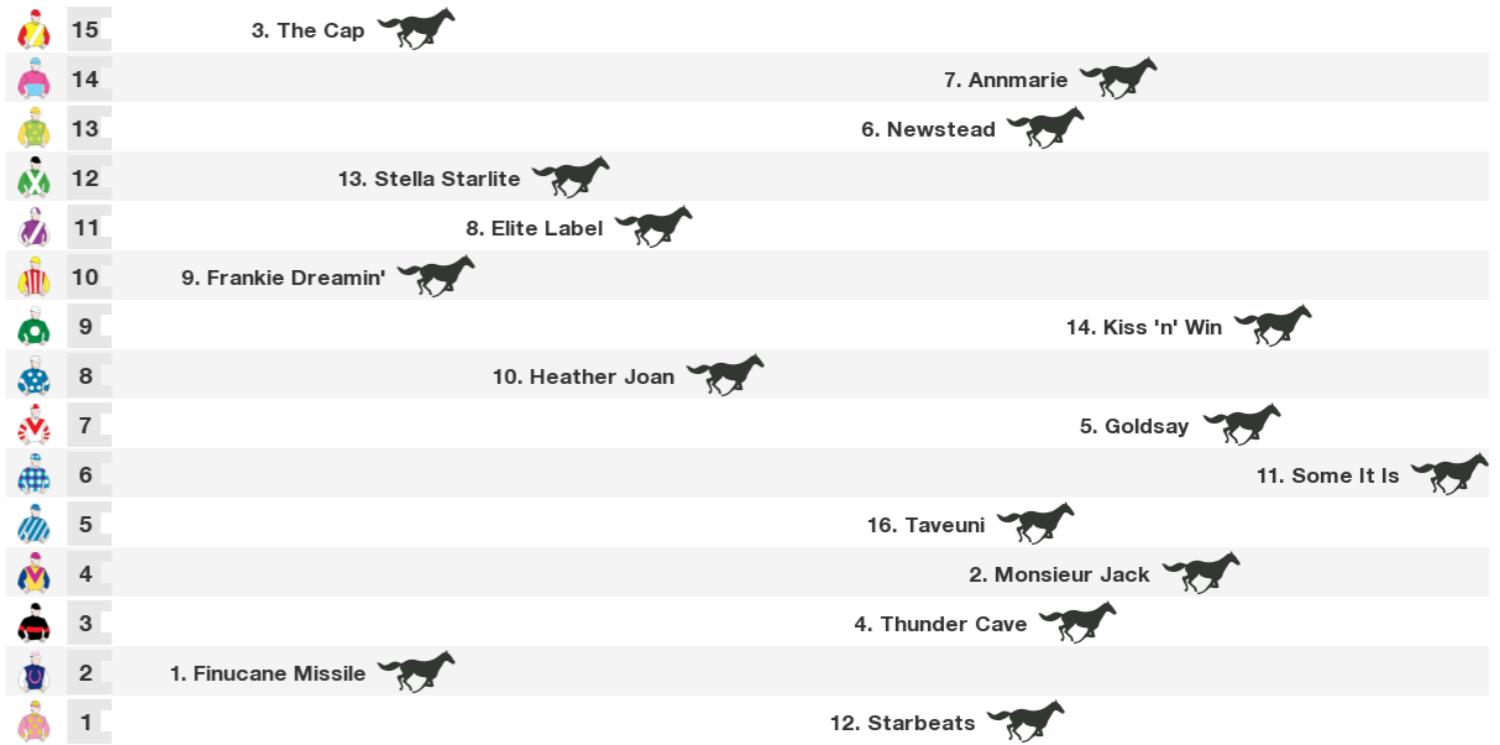 15 3. The Cap
14 7. Annmarie
13 6. Newstead
12 13. Stella Starlite
11 8. Elite Label
10 9. Frankie Dreamin'
9 14. Kiss 'n' Win
8 10. Heather Joan
7 5. Goldsay
6 11. Some It Is
5 16. Taveuni
4 2. Monsieur Jack
3 4. Thunder Cave
2 1. Finucane Missile
1 12. Starbeats